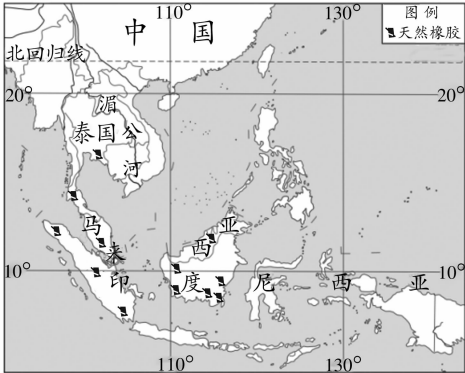 110°
130°
图例
天然橡胶
中国
北回归线
20°
20°
湄公河
泰国
马来西亚
10°
10°
印度尼西亚
110°
130°